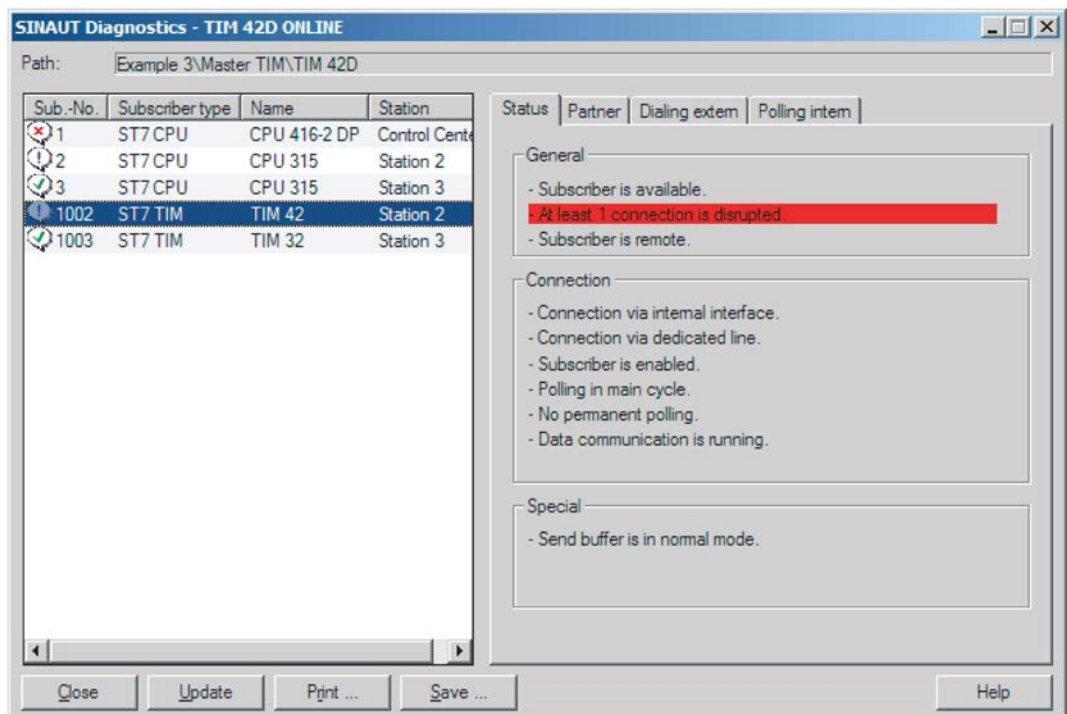 SINAUT Diagnostics - TIM 42D ONLINE
Path: Example 3\Master TIM\TIM 42D
Sub.-No. Subscriber type Name Station
1 ST7 CPU CPU 416-2 DP Control Cente
2 ST7 CPU CPU 315 Station 2
3 ST7 CPU CPU 315 Station 3
1002 ST7 TIM TIM 42 Station 2
1003 ST7 TIM TIM 32 Station 3
Status Partner Dialing extern Polling intern
General
- Subscriber is available.
- At least 1 connection is disrupted.
- Subscriber is remote.
Connection
- Connection via internal interface.
- Connection via dedicated line.
- Subscriber is enabled.
- Polling in main cycle.
- No permanent polling.
- Data communication is running.
Special
- Send buffer is in normal mode.
Close Update Print ... Save ... Help